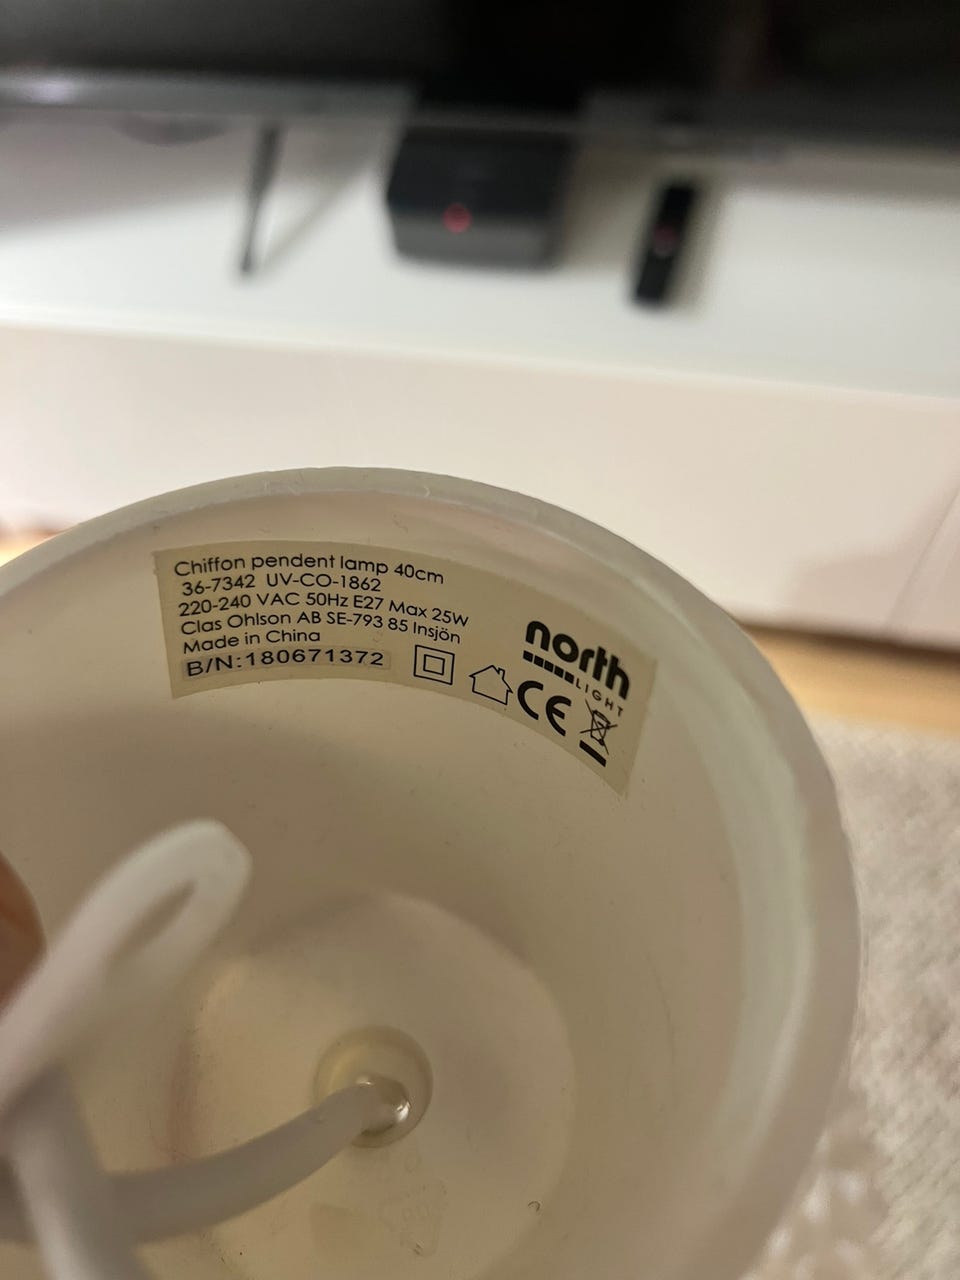 Chiffon pendent lamp 40cm
36-7342 UV-CO-1862
220-240 VAC 50Hz E27 Max 25W
Clas Ohlson AB SE-793 85 Insjön
Made in China
B/N:180671372
north
LIGHT
CE